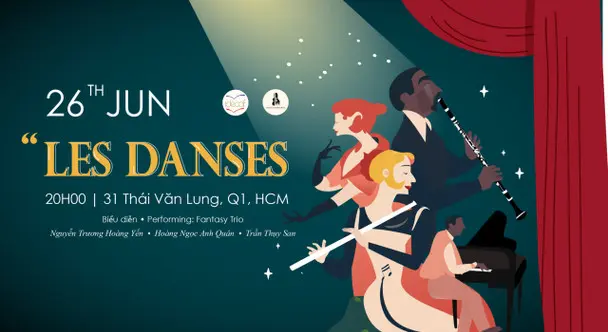 26TH JUN
“LES DANSES
20H00 | 31 Thái Văn Lung, Q1, HCM
Biểu diễn • Performing: Fantasy Trio
Nguyễn Trương Hoàng Yến • Hoàng Ngọc Anh Quân • Trần Thụy San